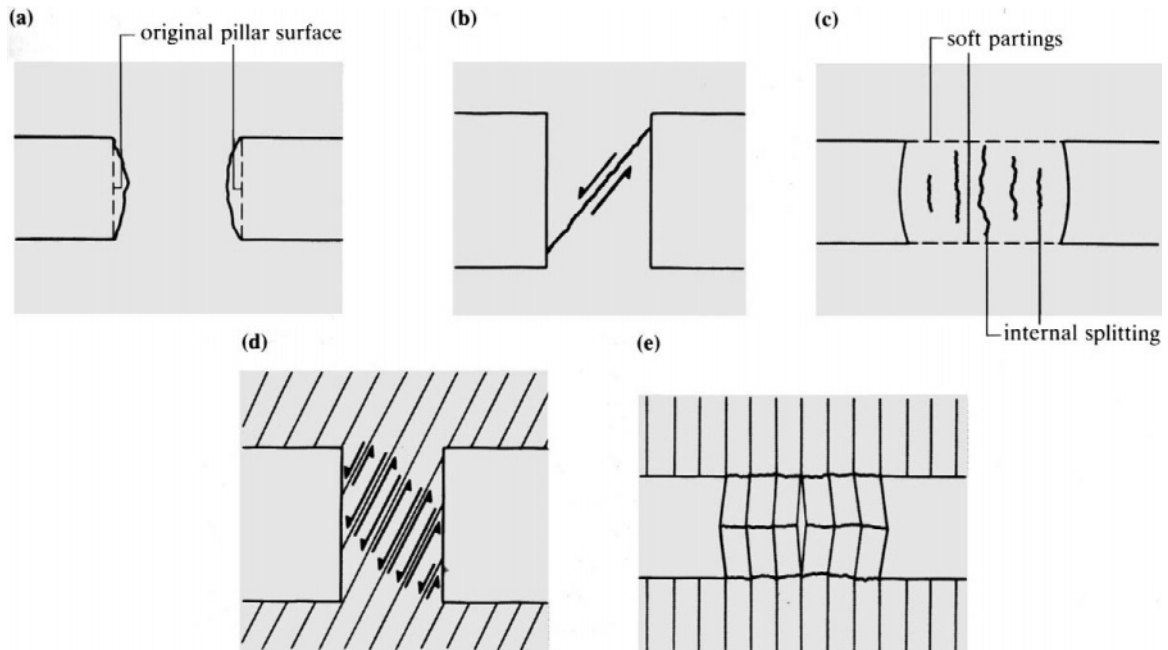 (a)
original pillar surface
(b)
(c)
soft partings
internal splitting
(d)
(e)